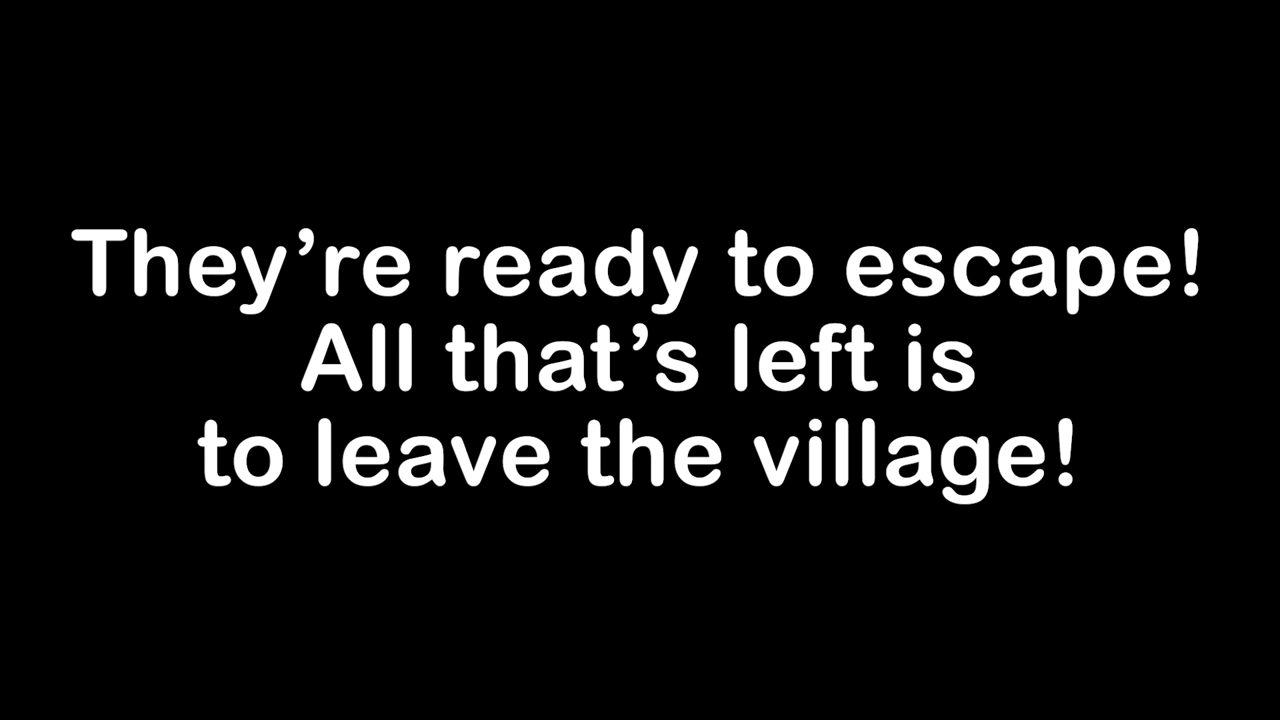 They’re ready to escape!
All that’s left is
to leave the village!